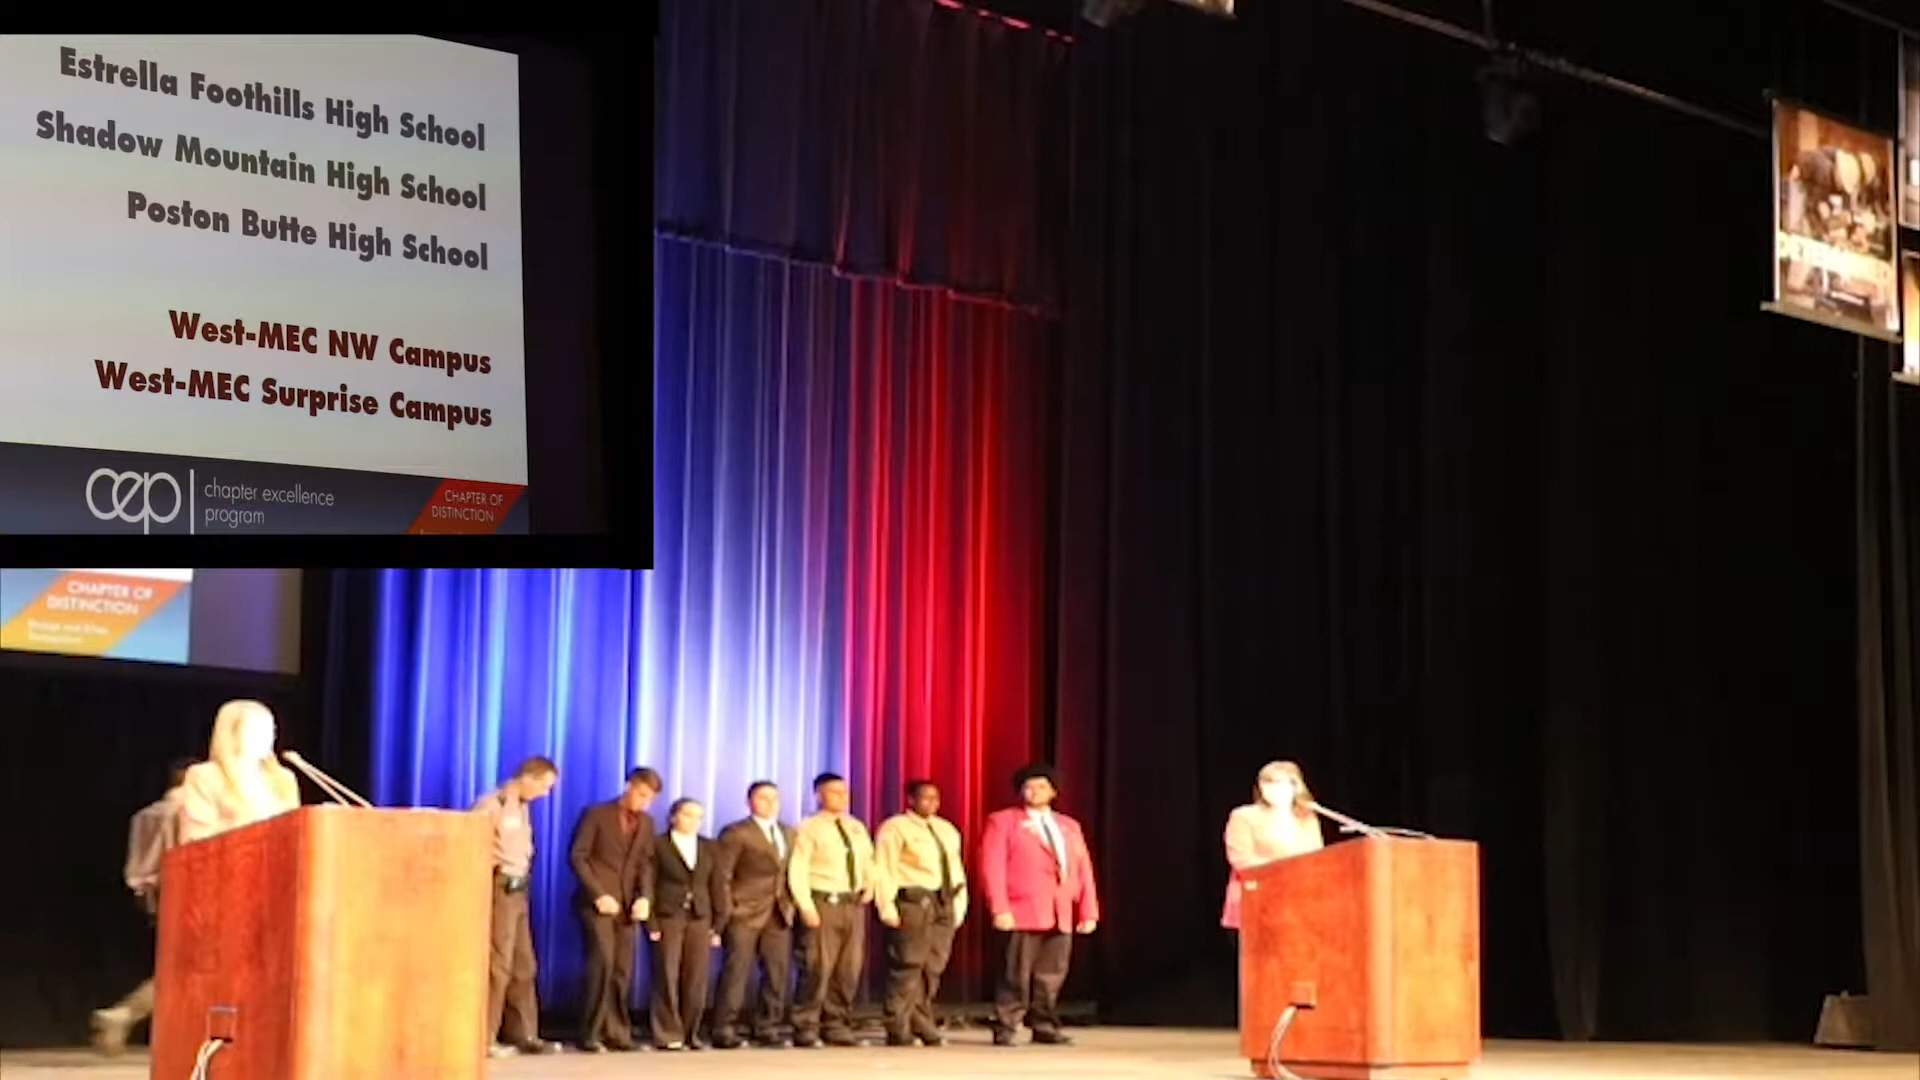 Estrella Foothills High School
Shadow Mountain High School
Poston Butte High School
West-MEC NW Campus
West-MEC Surprise Campus
cep
chapter excellence
program
CHAPTER OF
DISTINCTION
CHAPTER OF
DISTINCTION
DETERMINED